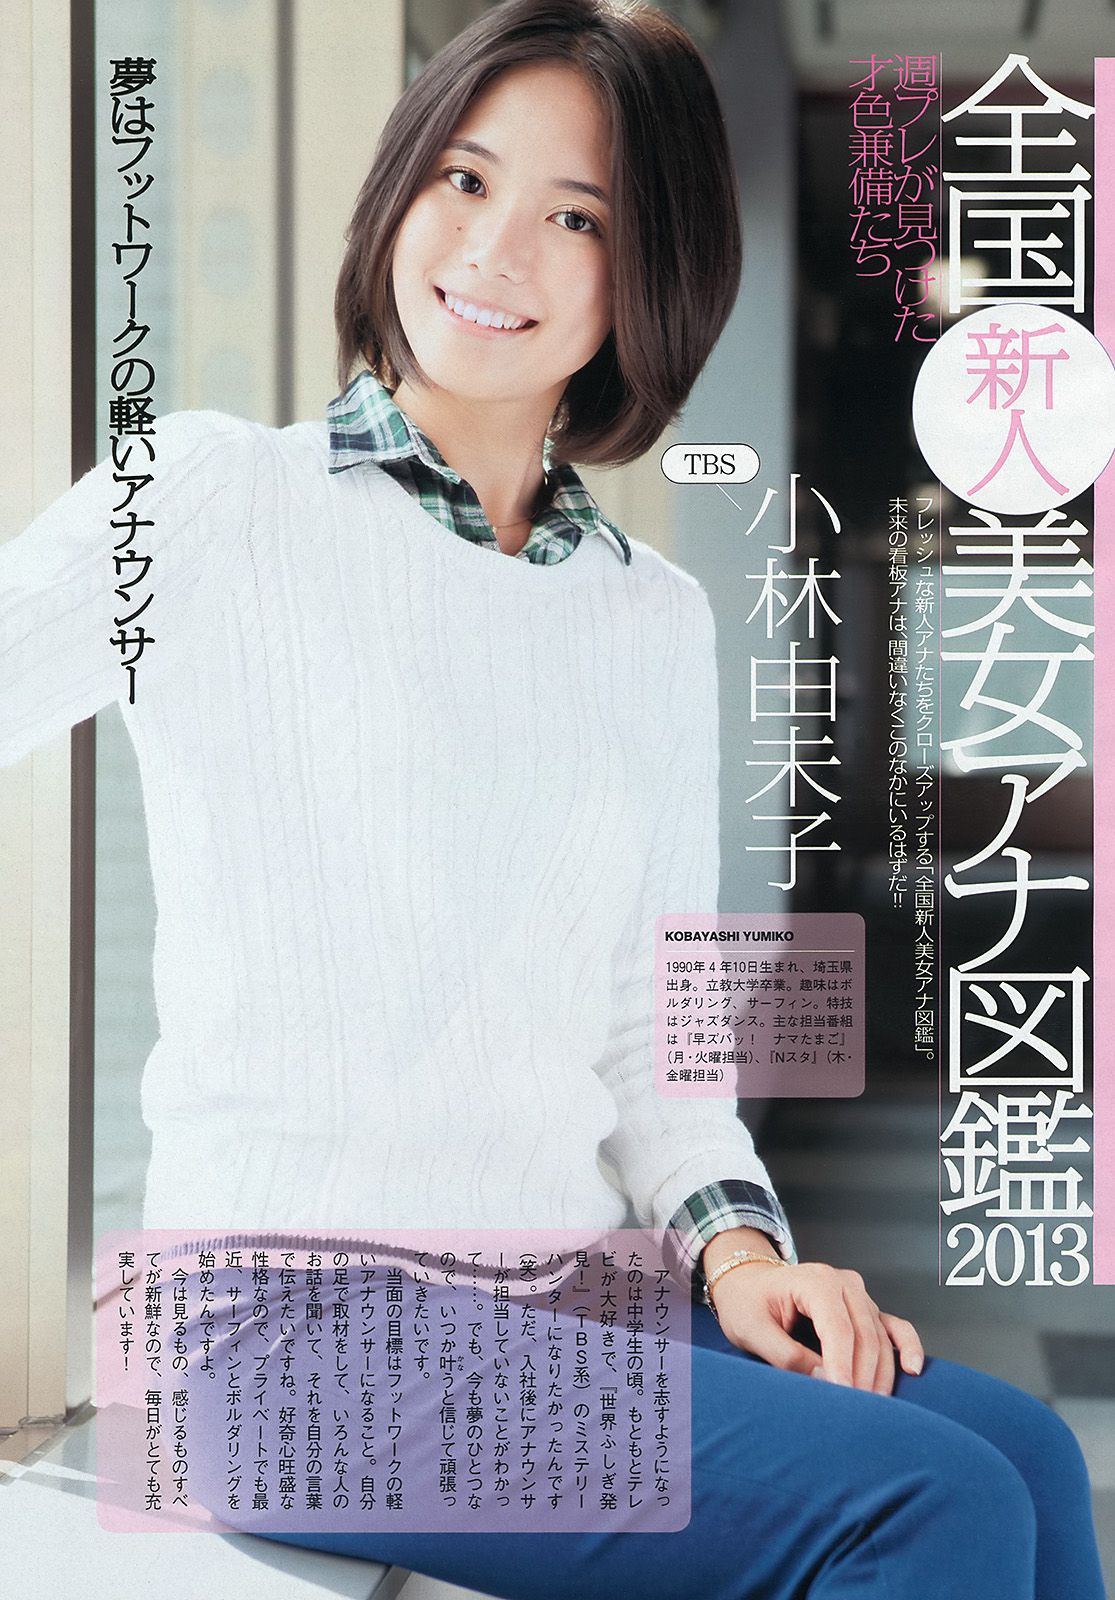 全国新人美女アナ図鑑2013
週プレが見つけた
才色兼備たち
フレッシュな新人アナたちをクローズアップする「全国新人美女アナ図鑑」。
未来の看板アナは、間違いなくこのなかにいるはずだ!!
TBS
小林由未子
KOBAYASHI YUMIKO
1990年4年10日生まれ、埼玉県
出身。立教大学卒業。趣味はボ
ルダリング、サーフィン。特技
はジャズダンス。主な担当番組
は『早ズバッ！　ナマたまご』
（月・火曜担当）、『Nスタ』（木・
金曜担当）
夢はフットワークの軽いアナウンサー
アナウンサーを志すようになっ
たのは中学生の頃。もともとテレ
ビが大好きで、『世界ふしぎ発
見！』（TBS系）のミステリー
ハンターになりたかったんです
（笑）。ただ、入社後にアナウンサ
ーが担当していないことがわかっ
て……。でも、今も夢のひとつな
ので、いつか叶うと信じて頑張っ
かな
ていきたいです。
当面の目標はフットワークの軽
いアナウンサーになること。自分
の足で取材をして、いろんな人の
お話を聞いて、それを自分の言葉
で伝えたいですね。好奇心旺盛な
性格なので、プライベートでも最
近、サーフィンとボルダリングを
始めたんですよ。
今は見るもの、感じるものすべ
てが新鮮なので、毎日がとても充
実しています！